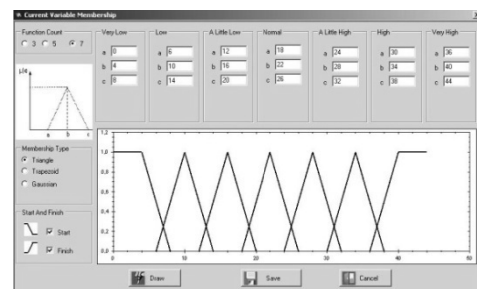 Current Variable Membership
Function Count
3 5 7
Very Low
a 0
b 4
c 8
Low
a 6
b 10
c 14
A Little Low
a 12
b 16
c 20
Normal
a 18
b 22
c 26
A Little High
a 24
b 28
c 32
High
a 30
b 34
c 38
Very High
a 36
b 40
c 44
a b c
Membership Type
Triangle
Trapezoid
Gaussian
Start And Finish
Start
Finish
1,2
1,0
0,8
0,6
0,4
0,2
0,0
0 10 20 30 40 50
Draw Save Cancel